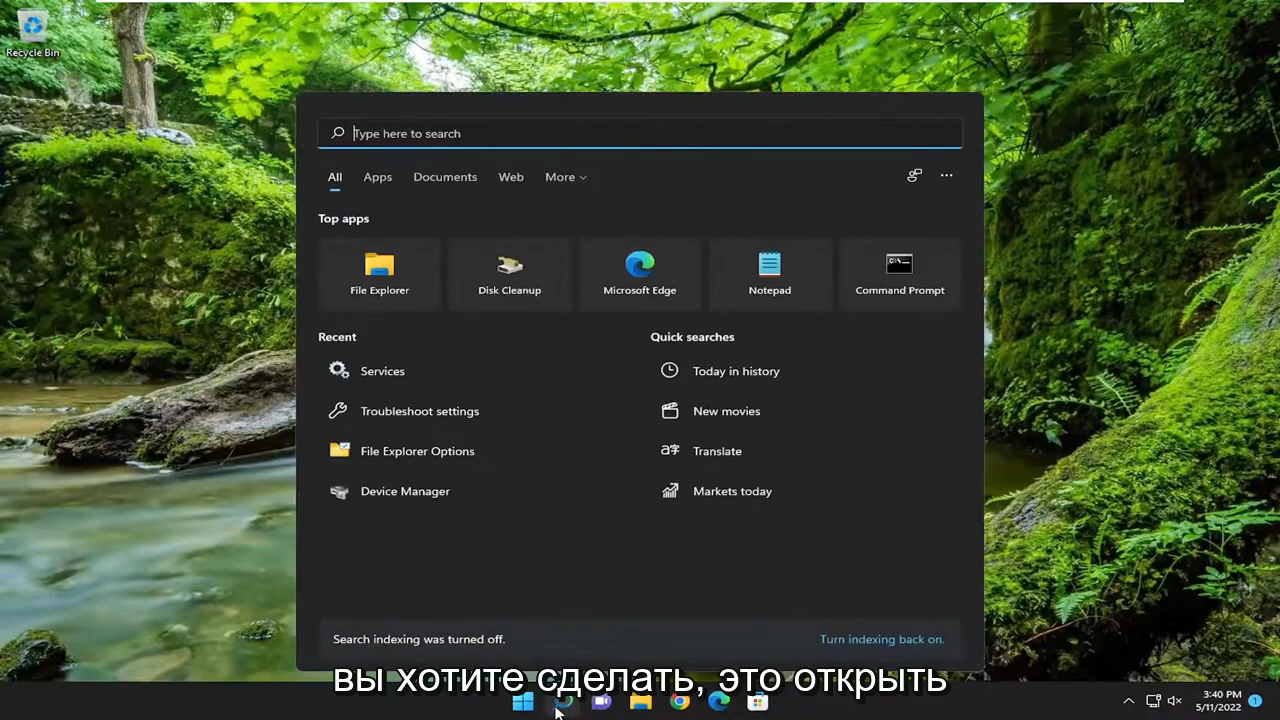 Recycle Bin
Type here to search
All Apps Documents Web More
Top apps
File Explorer Disk Cleanup Microsoft Edge Notepad Command Prompt
Recent Quick searches
Services Today in history
Troubleshoot settings New movies
File Explorer Options Translate
Device Manager Markets today
Search indexing was turned off. Turn indexing back on.
вы хотите сделать, это открыть
3:40 PM
5/11/2022 1